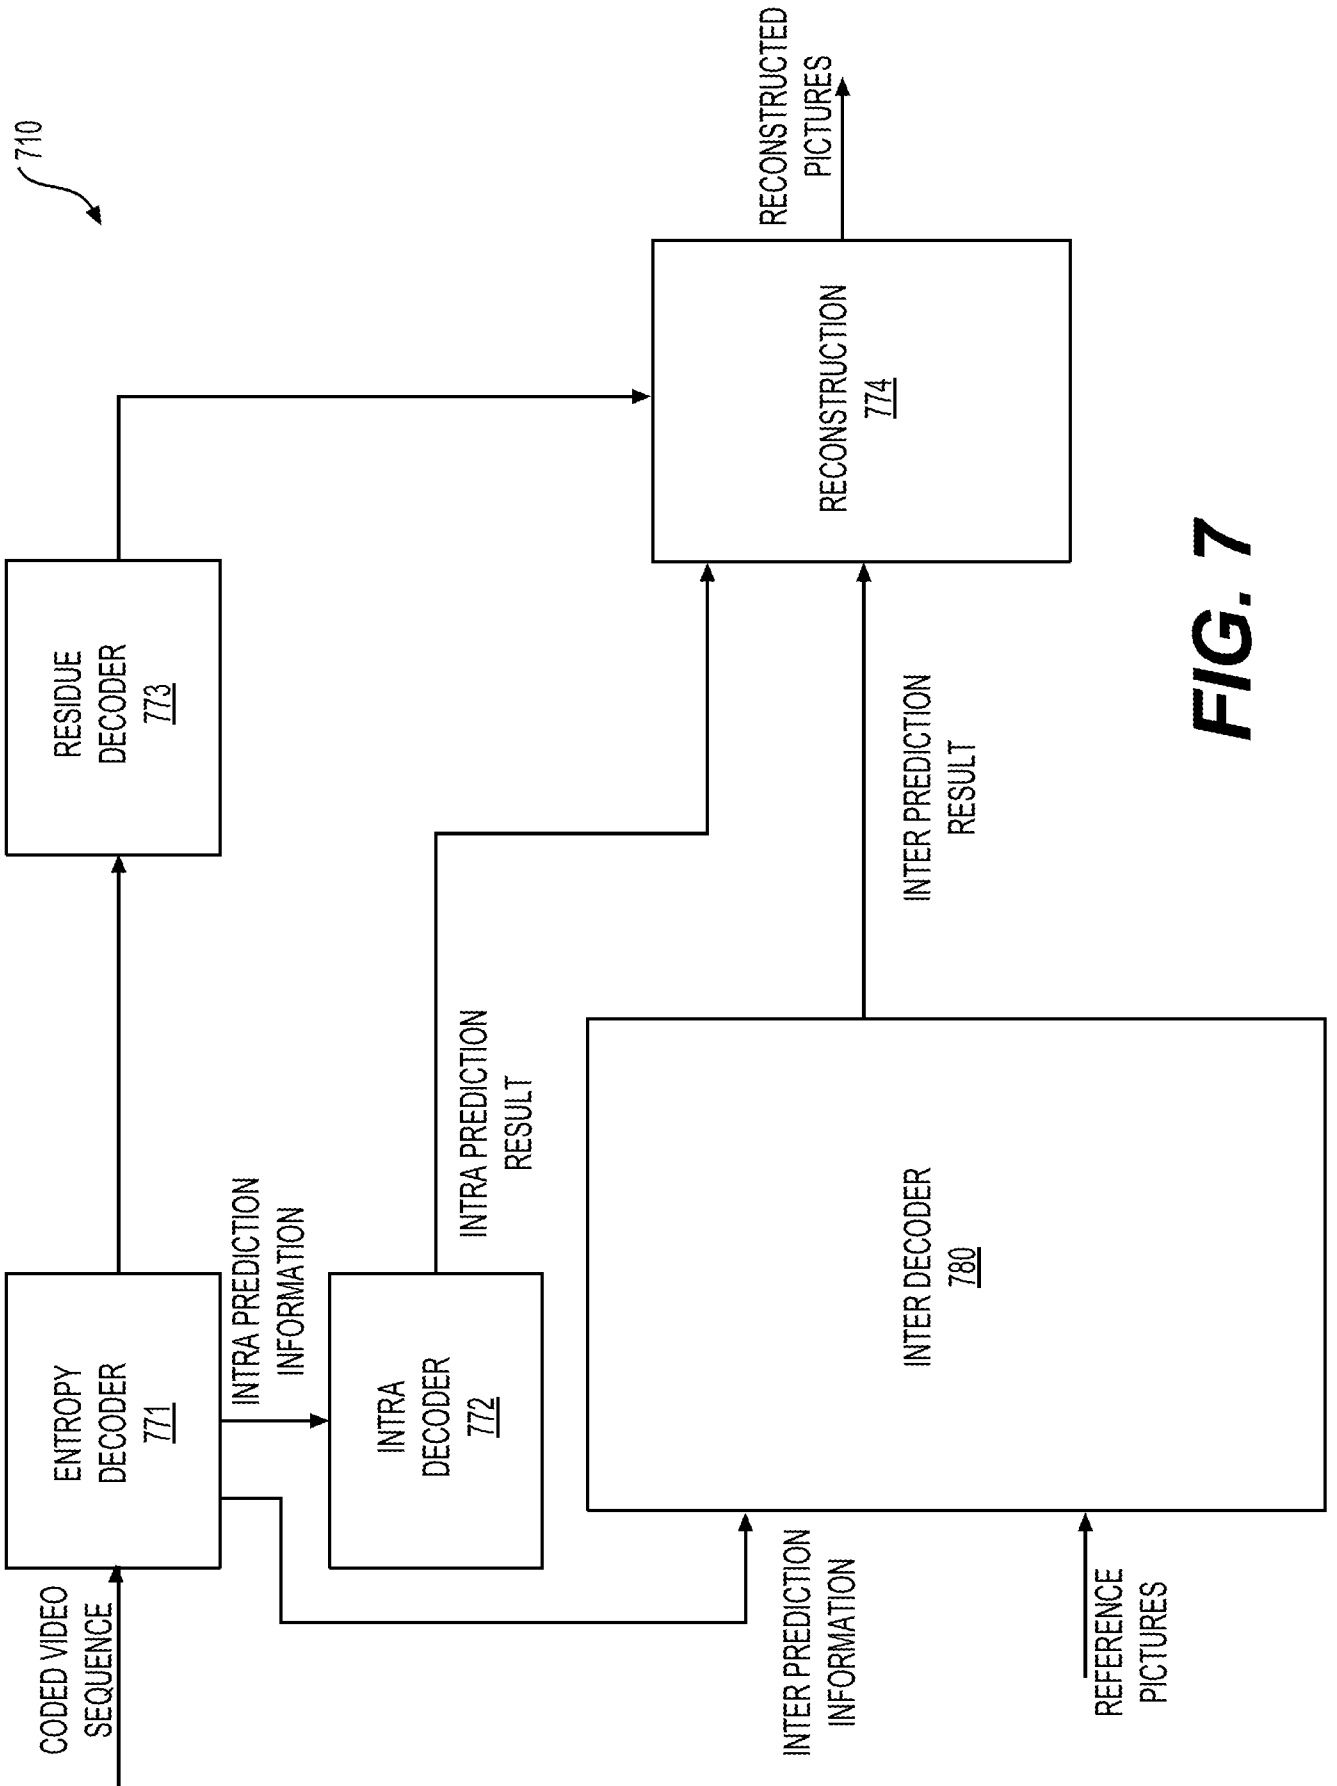 710
CODED VIDEO
SEQUENCE
ENTROPY
DECODER
771
RESIDUE
DECODER
773
INTRA PREDICTION
INFORMATION
INTRA
DECODER
772
INTRA PREDICTION
RESULT
RECONSTRUCTED
PICTURES
RECONSTRUCTION
774
INTER PREDICTION
INFORMATION
INTER DECODER
780
INTER PREDICTION
RESULT
REFERENCE
PICTURES
FIG. 7